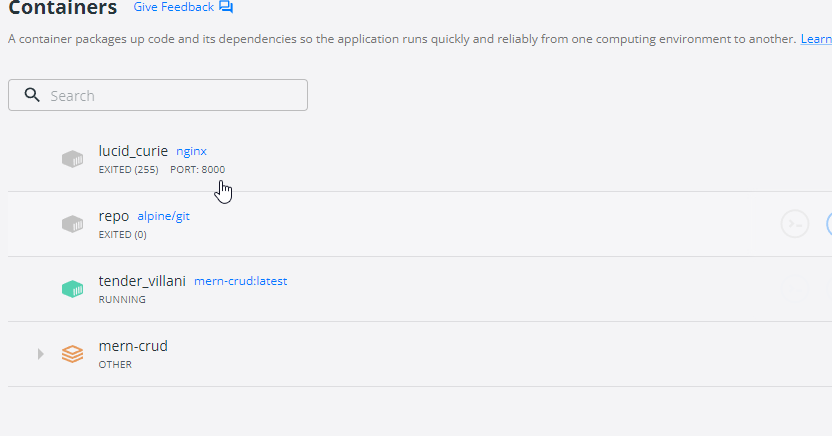 Containers Give Feedback
A container packages up code and its dependencies so the application runs quickly and reliably from one computing environment to another. Learn
Search
lucid_curie nginx
EXITED (255) PORT: 8000
repo alpine/git
EXITED (0)
tender_villani mern-crud:latest
RUNNING
mern-crud
OTHER